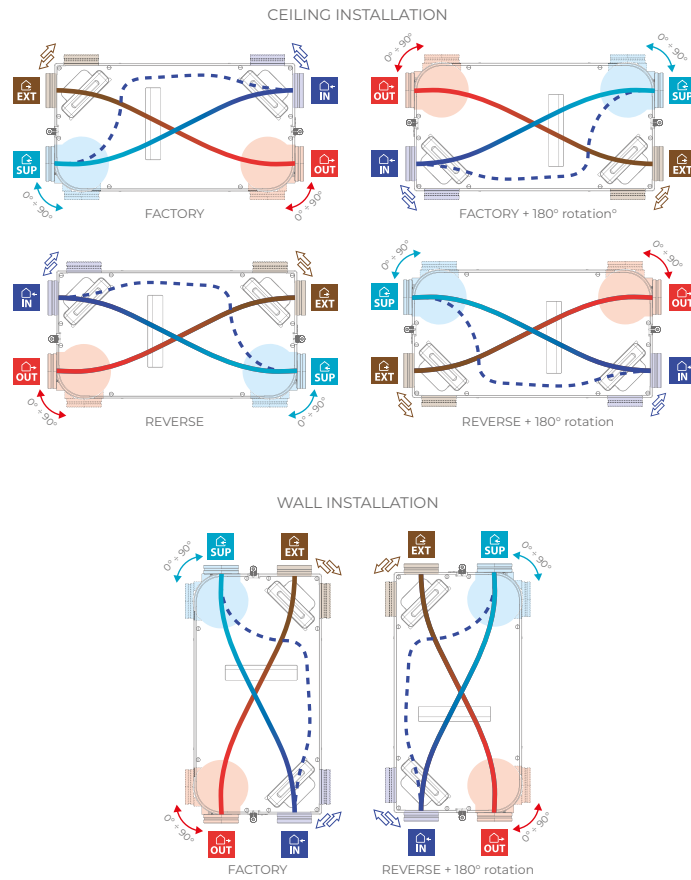 CEILING INSTALLATION
EXT
IN
SUP
OUT
0° ÷ 90°
0° ÷ 90°
FACTORY
0° ÷ 90°
0° ÷ 90°
OUT
SUP
IN
EXT
FACTORY + 180° rotation°
IN
EXT
OUT
SUP
0° ÷ 90°
0° ÷ 90°
REVERSE
0° ÷ 90°
0° ÷ 90°
SUP
OUT
EXT
IN
REVERSE + 180° rotation
WALL INSTALLATION
SUP
EXT
0° ÷ 90°
0° ÷ 90°
OUT
IN
FACTORY
EXT
SUP
0° ÷ 90°
0° ÷ 90°
IN
OUT
REVERSE + 180° rotation